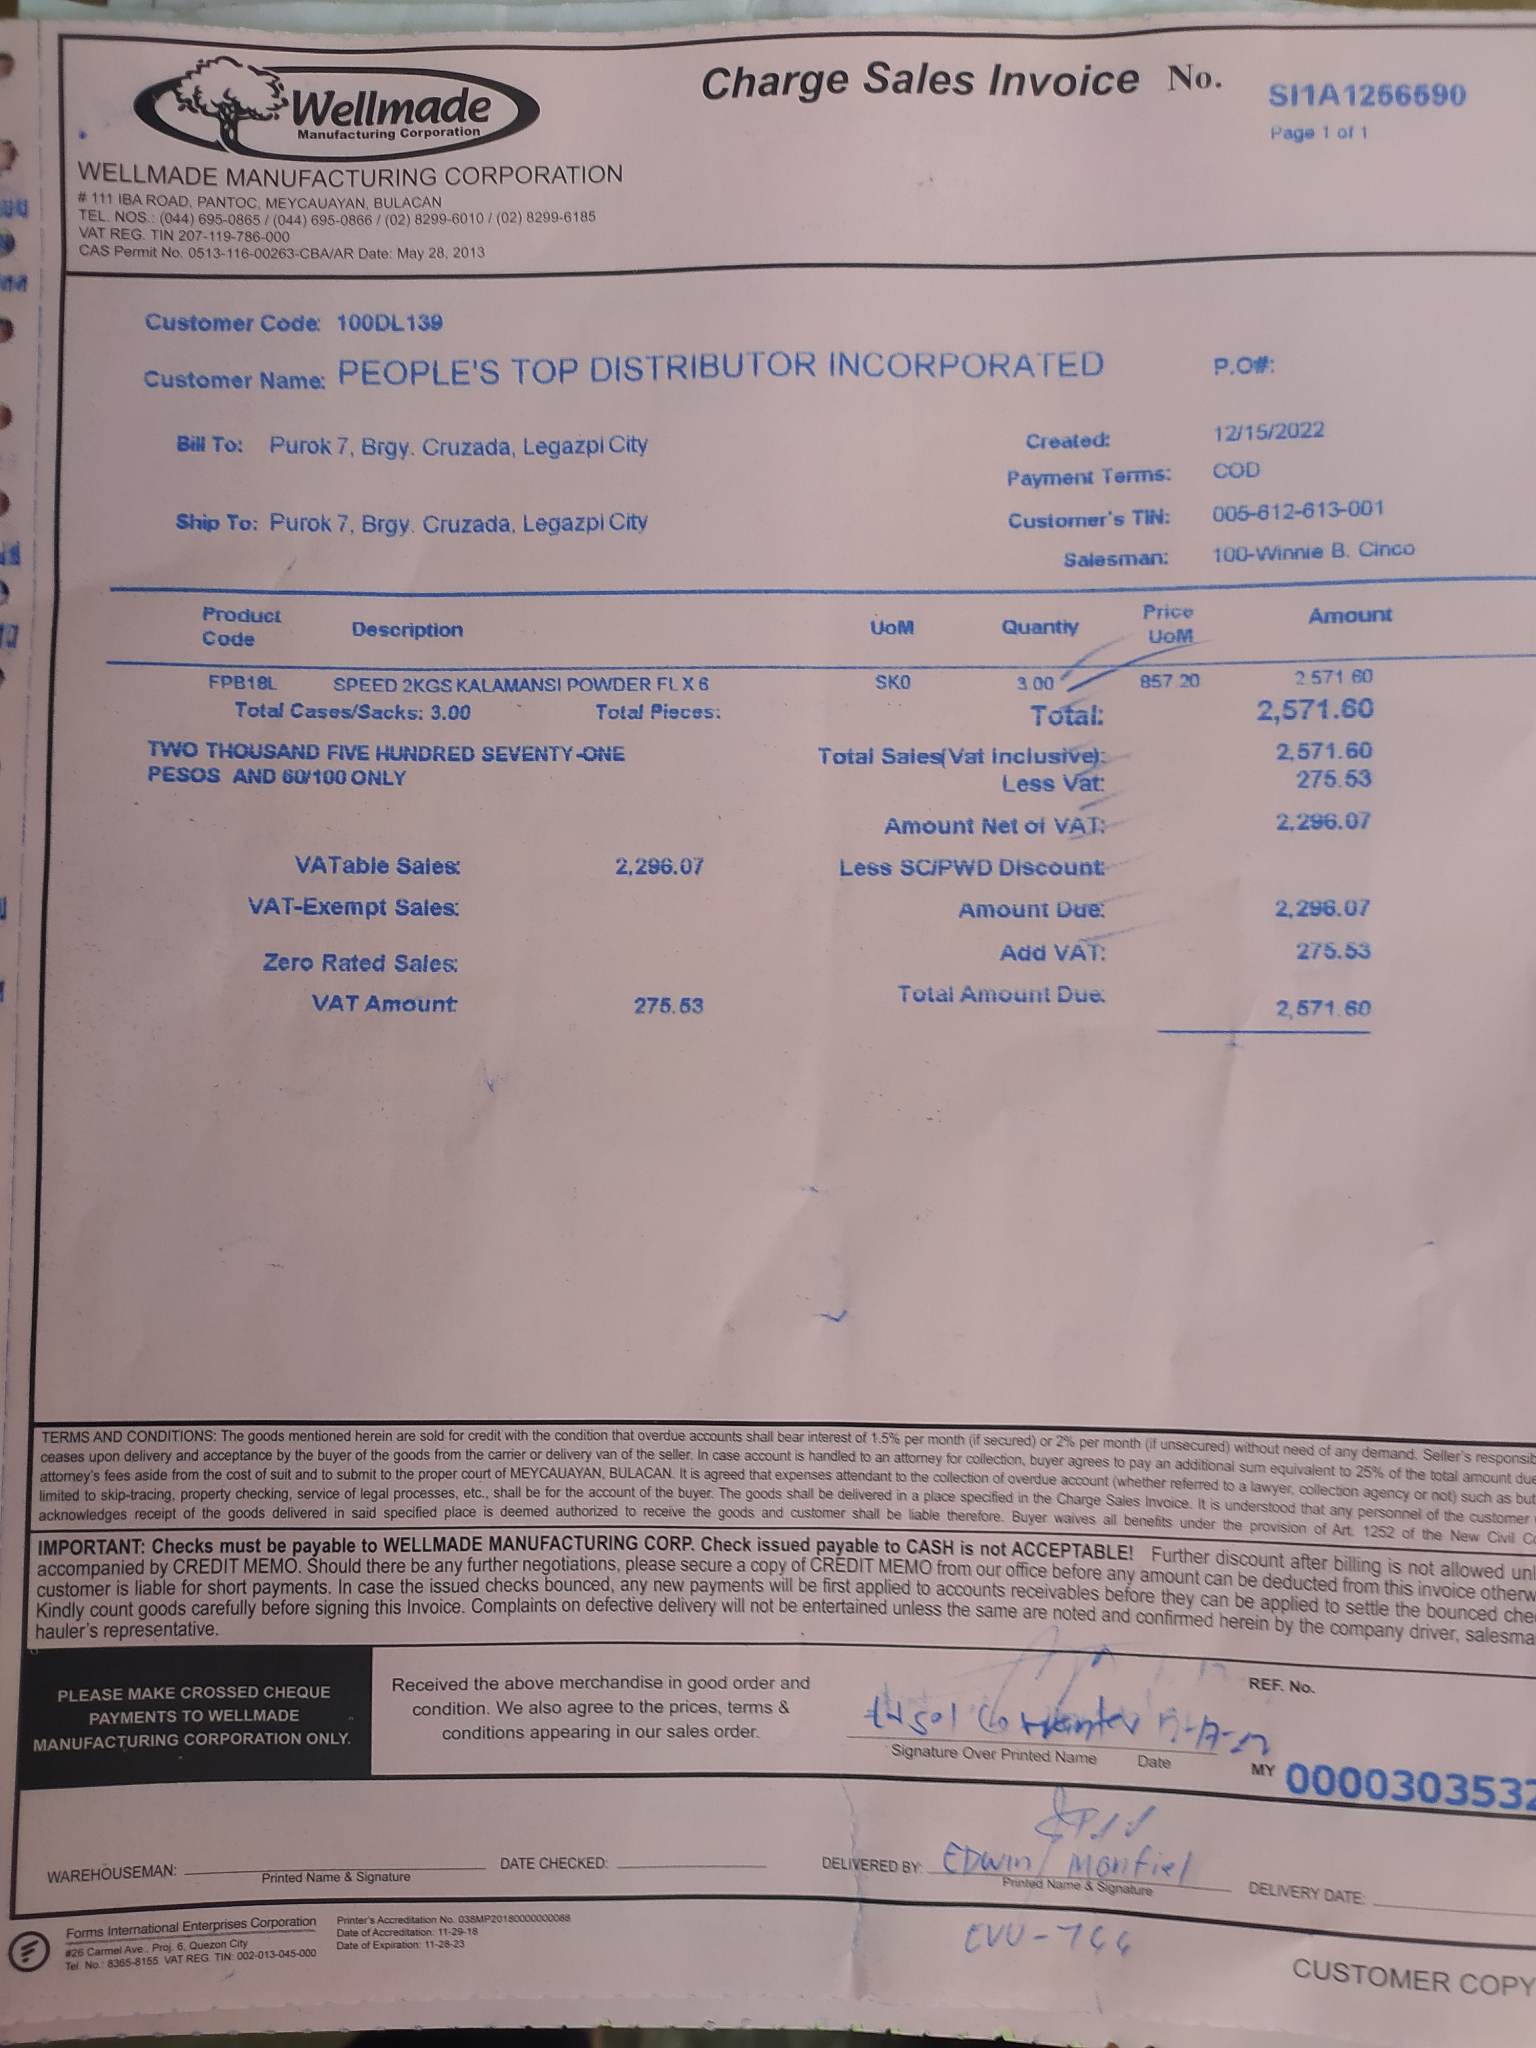 Wellmade
Manufacturing Corporation
Charge Sales Invoice No. SI1A1256590
Page 1 of 1
WELLMADE MANUFACTURING CORPORATION
# 111 IBA ROAD, PANTOC, MEYCAUAYAN, BULACAN
TEL. NOS.: (044) 695-0865 / (044) 695-0866 / (02) 8299-6010 / (02) 8299-6185
VAT REG. TIN 207-119-786-000
CAS Permit No. 0513-116-00263-CBA/AR Date: May 28, 2013
Customer Code: 100DL139
Customer Name: PEOPLE'S TOP DISTRIBUTOR INCORPORATED P.O#:
Bill To: Purok 7, Brgy. Cruzada, Legazpi City Created: 12/15/2022
Payment Terms: COD
Ship To: Purok 7, Brgy. Cruzada, Legazpi City Customer's TIN: 005-612-613-001
Salesman: 100-Winnie B. Cinco
Product Code Description UoM Quantiy Price UoM Amount
FPB18L SPEED 2KGS KALAMANSI POWDER FL X 6 SK0 3.00 857.20 2,571.60
Total Cases/Sacks: 3.00 Total Pieces: Total: 2,571.60
TWO THOUSAND FIVE HUNDRED SEVENTY-ONE Total Sales(Vat Inclusive): 2,571.60
PESOS AND 60/100 ONLY Less Vat: 275.53
Amount Net of VAT: 2,296.07
VATable Sales: 2,296.07 Less SC/PWD Discount:
VAT-Exempt Sales: Amount Due: 2,296.07
Zero Rated Sales: Add VAT: 275.53
VAT Amount: 275.53 Total Amount Due: 2,571.60
TERMS AND CONDITIONS: The goods mentioned herein are sold for credit with the condition that overdue accounts shall bear interest of 1.5% per month (if secured) or 2% per month (if unsecured) without need of any demand. Seller's responsib
ceases upon delivery and acceptance by the buyer of the goods from the carrier or delivery van of the seller. In case account is handled to an attorney for collection, buyer agrees to pay an additional sum equivalent to 25% of the total amount due
attorney's fees aside from the cost of suit and to submit to the proper court of MEYCAUAYAN, BULACAN. It is agreed that expenses attendant to the collection of overdue account (whether referred to a lawyer, collection agency or not) such as but
limited to skip-tracing, property checking, service of legal processes, etc., shall be for the account of the buyer. The goods shall be delivered in a place specified in the Charge Sales Invoice. It is understood that any personnel of the customer
acknowledges receipt of the goods delivered in said specified place is deemed authorized to receive the goods and customer shall be liable therefore. Buyer waives all benefits under the provision of Art. 1252 of the New Civil C
IMPORTANT: Checks must be payable to WELLMADE MANUFACTURING CORP. Check issued payable to CASH is not ACCEPTABLE! Further discount after billing is not allowed unl
accompanied by CREDIT MEMO. Should there be any further negotiations, please secure a copy of CREDIT MEMO from our office before any amount can be deducted from this invoice otherw
customer is liable for short payments. In case the issued checks bounced, any new payments will be first applied to accounts receivables before they can be applied to settle the bounced che
Kindly count goods carefully before signing this Invoice. Complaints on defective delivery will not be entertained unless the same are noted and confirmed herein by the company driver, salesma
hauler's representative.
PLEASE MAKE CROSSED CHEQUE
PAYMENTS TO WELLMADE
MANUFACTURING CORPORATION ONLY.
Received the above merchandise in good order and
condition. We also agree to the prices, terms &
conditions appearing in our sales order.
Signature Over Printed Name Date
REF. No.
MY 0000303532
WAREHOUSEMAN: Printed Name & Signature
DATE CHECKED:
DELIVERED BY: Edwin Monfiel
Printed Name & Signature
DELIVERY DATE:
Forms International Enterprises Corporation
#26 Carmel Ave., Proj. 6, Quezon City
Tel. No.: 8365-8155 VAT REG. TIN: 002-013-045-000
Printer's Accreditation No. 038MP20180000000088
Date of Accreditation: 11-29-18
Date of Expiration: 11-28-23
CUSTOMER COPY